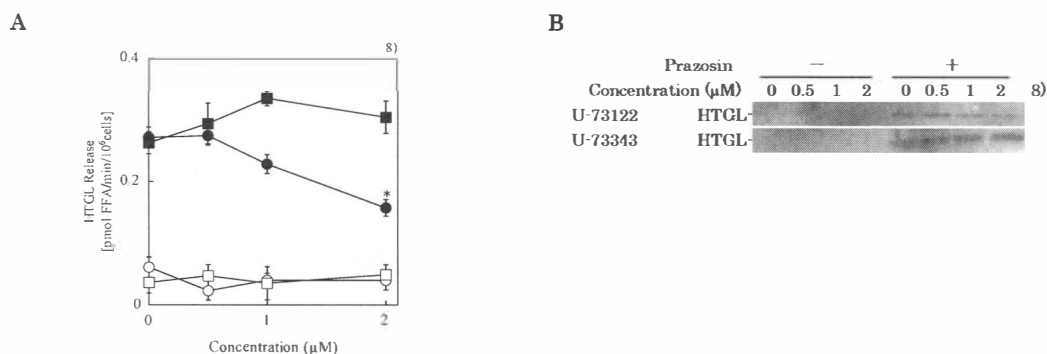 A
8)
0.4
0.2
0
HTGL Release
[pmol FFA/min/10⁶cells]
*
0 1 2
Concentration (μM)
B
Prazosin − +
Concentration (μM) 0 0.5 1 2 0 0.5 1 2 8)
U-73122 HTGL-
U-73343 HTGL-